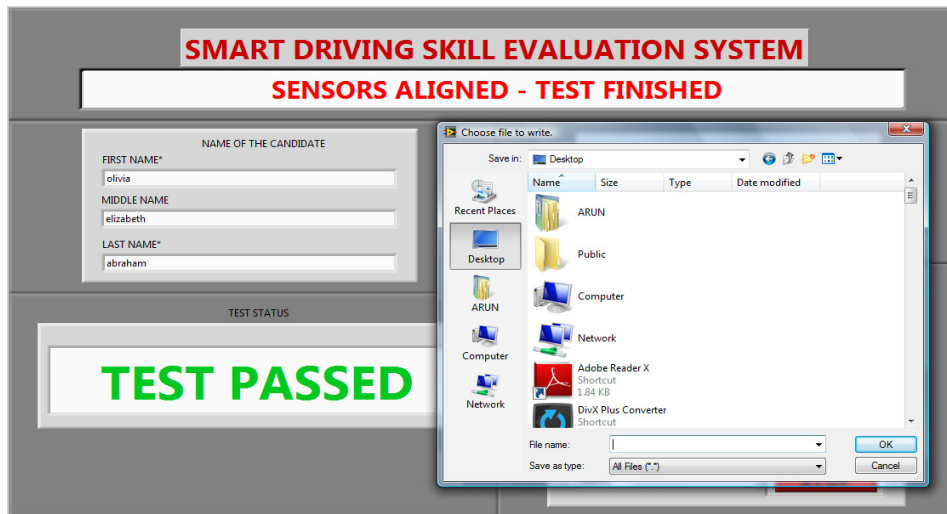 SMART DRIVING SKILL EVALUATION SYSTEM
SENSORS ALIGNED - TEST FINISHED
NAME OF THE CANDIDATE
FIRST NAME*
olivia
MIDDLE NAME
elizabeth
LAST NAME*
abraham
TEST STATUS
TEST PASSED
Choose file to write.
Save in:
Desktop
Name Size Type Date modified
Recent Places
Desktop
ARUN
Computer
Network
ARUN
Public
Computer
Network
Adobe Reader X
Shortcut
1.84 KB
DivX Plus Converter
Shortcut
File name:
OK
Save as type:
All Files (*.*)
Cancel